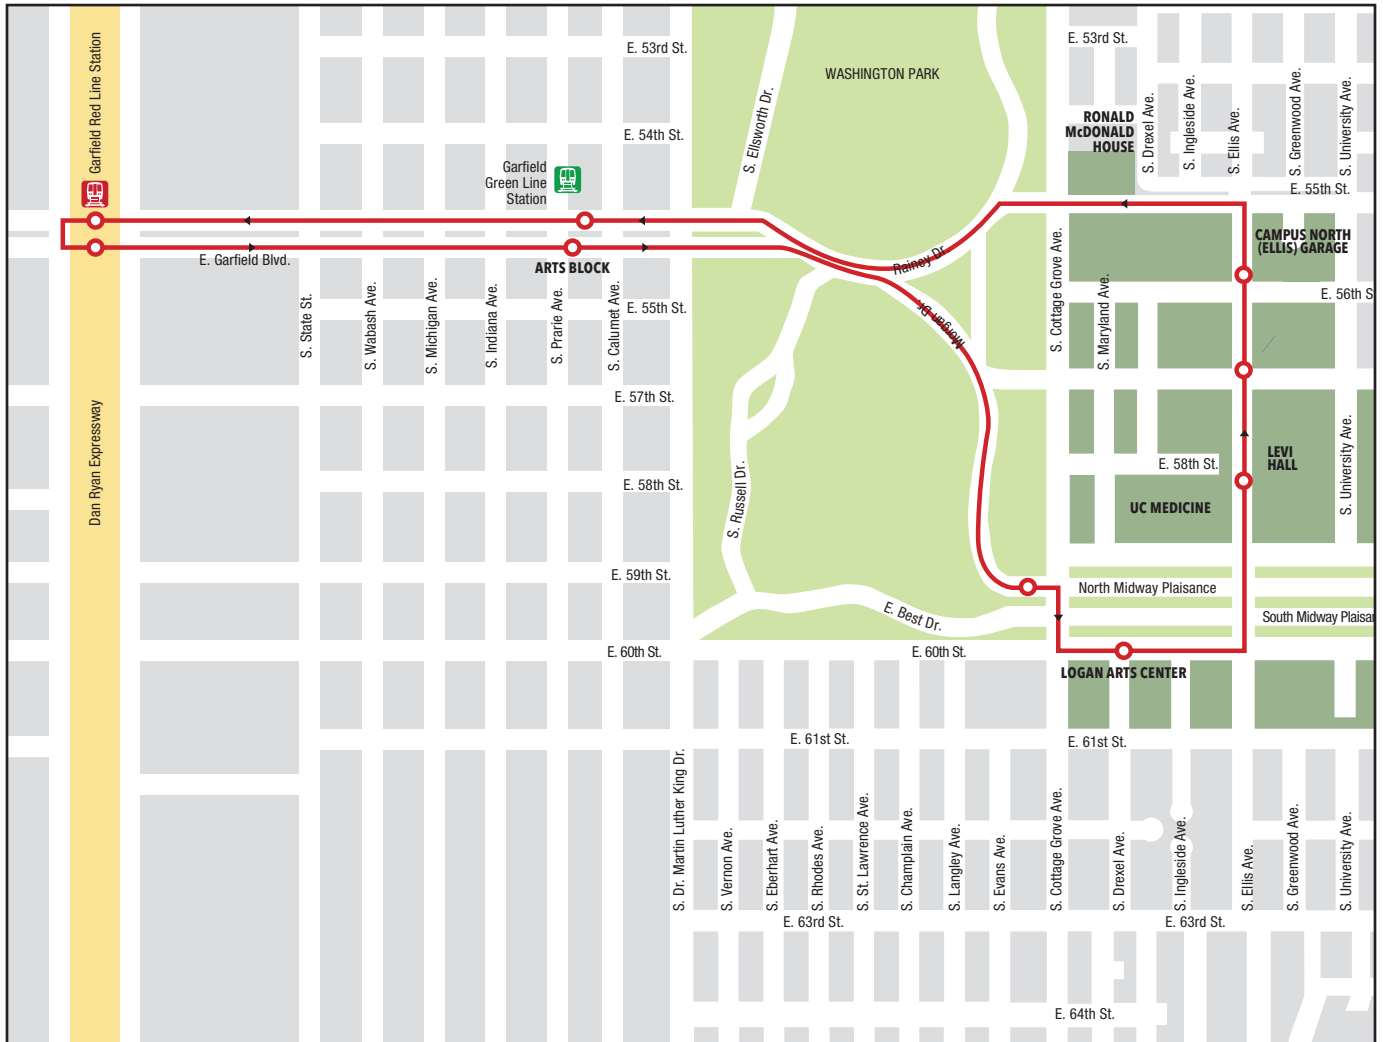 E. 53rd St.
E. 53rd St.
WASHINGTON PARK
Garfield Red Line Station
S. Ellsworth Dr.
RONALD
McDONALD
HOUSE
S. Drexel Ave.
S. Ingleside Ave.
S. Ellis Ave.
S. Greenwood Ave.
S. University Ave.
E. 54th St.
Garfield
Green Line
Station
E. 55th St.
CAMPUS NORTH
(ELLIS) GARAGE
E. Garfield Blvd.
ARTS BLOCK
Rainey Dr.
Morgan Dr.
S. Cottage Grove Ave.
S. Maryland Ave.
E. 56th S
S. State St.
S. Wabash Ave.
S. Michigan Ave.
S. Indiana Ave.
S. Prarie Ave.
S. Calumet Ave.
E. 55th St.
E. 57th St.
Dan Ryan Expressway
E. 58th St.
S. Russell Dr.
E. 58th St.
LEVI
HALL
S. University Ave.
UC MEDICINE
E. 59th St.
North Midway Plaisance
E. Best Dr.
South Midway Plaisan
E. 60th St.
E. 60th St.
LOGAN ARTS CENTER
E. 61st St.
E. 61st St.
S. Dr. Martin Luther King Dr.
S. Vernon Ave.
S. Eberhart Ave.
S. Rhodes Ave.
S. St. Lawrence Ave.
S. Champlain Ave.
S. Langley Ave.
S. Evans Ave.
S. Cottage Grove Ave.
S. Drexel Ave.
S. Ingleside Ave.
S. Ellis Ave.
S. Greenwood Ave.
S. University Ave.
E. 63rd St.
E. 63rd St.
E. 64th St.